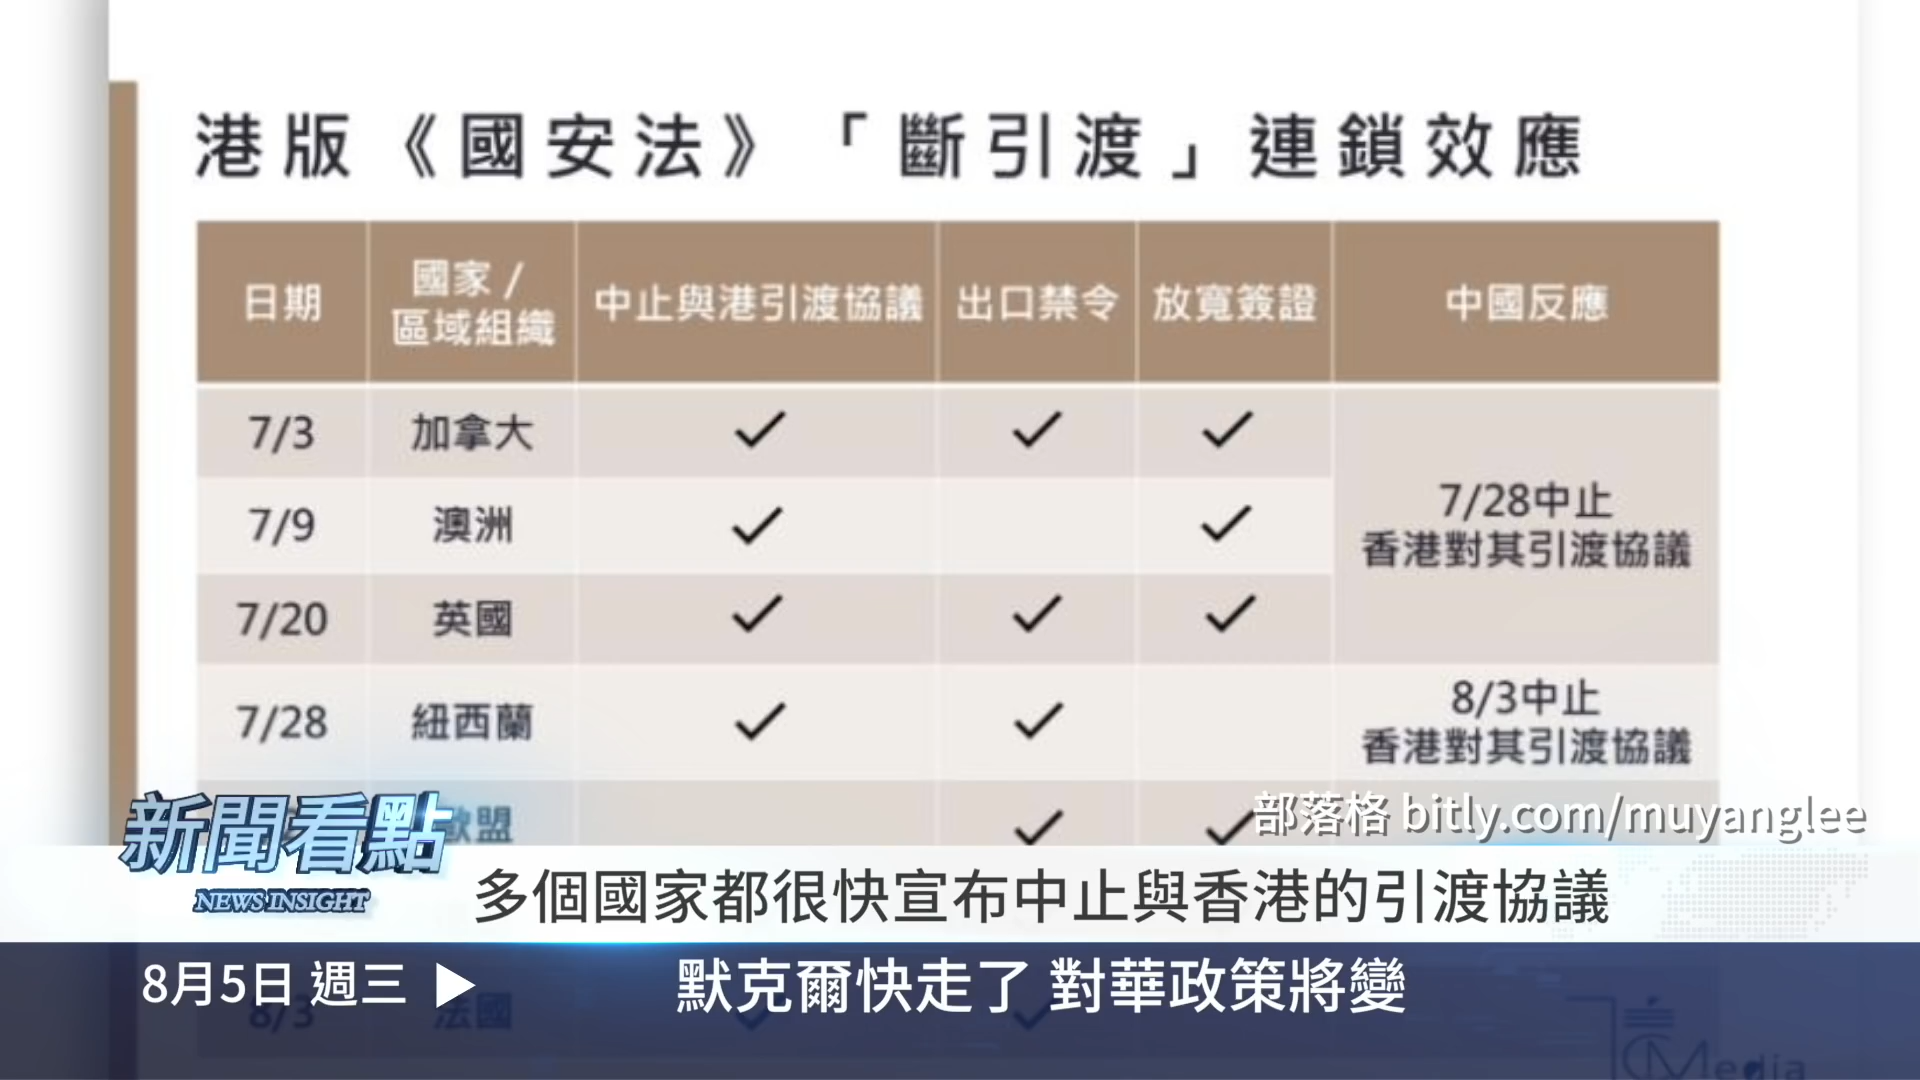 港版《國安法》「斷引渡」連鎖效應
日期 國家/區域組織 中止與港引渡協議 出口禁令 放寬簽證 中國反應
7/3 加拿大 ✓ ✓ ✓
7/9 澳洲 ✓ ✓
7/28中止
香港對其引渡協議
7/20 英國 ✓ ✓ ✓
7/28 紐西蘭 ✓ ✓
8/3中止
香港對其引渡協議
歐盟 ✓ ✓
部落格 bitly.com/muyanglee
新聞看點
NEWS INSIGHT
多個國家都很快宣布中止與香港的引渡協議
8月5日 週三 ▶ 默克爾快走了 對華政策將變
8/3 法國 ✓ ✓
Media